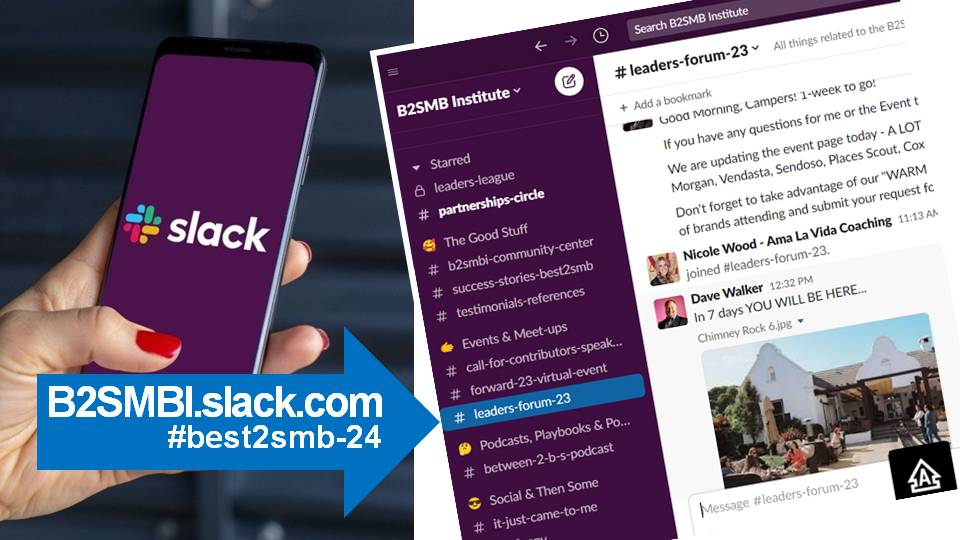 slack
B2SMBI.slack.com
#best2smb-24
Search B2SMB Institute
B2SMB Institute
Starred
leaders-league
# partnerships-circle
The Good Stuff
# b2smbi-community-center
# success-stories-best2smb
# testimonials-references
Events & Meet-ups
# call-for-contributors-speak...
# forward-23-virtual-event
# leaders-forum-23
Podcasts, Playbooks & Po...
# between-2-b-s-podcast
Social & Then Some
# it-just-came-to-me
# leaders-forum-23
All things related to the B2S
+ Add a bookmark
Good Morning, Campers! 1-week to go!
If you have any questions for me or the Event t
We are updating the event page today - A LOT
Morgan, Vendasta, Sendoso, Places Scout, Cox
Don't forget to take advantage of our "WARM
of brands attending and submit your request fo
Nicole Wood - Ama La Vida Coaching 11:13 AM
joined #leaders-forum-23.
Dave Walker 12:32 PM
In 7 days YOU WILL BE HERE...
Chimney Rock 6.jpg
Message #leaders-forum-23